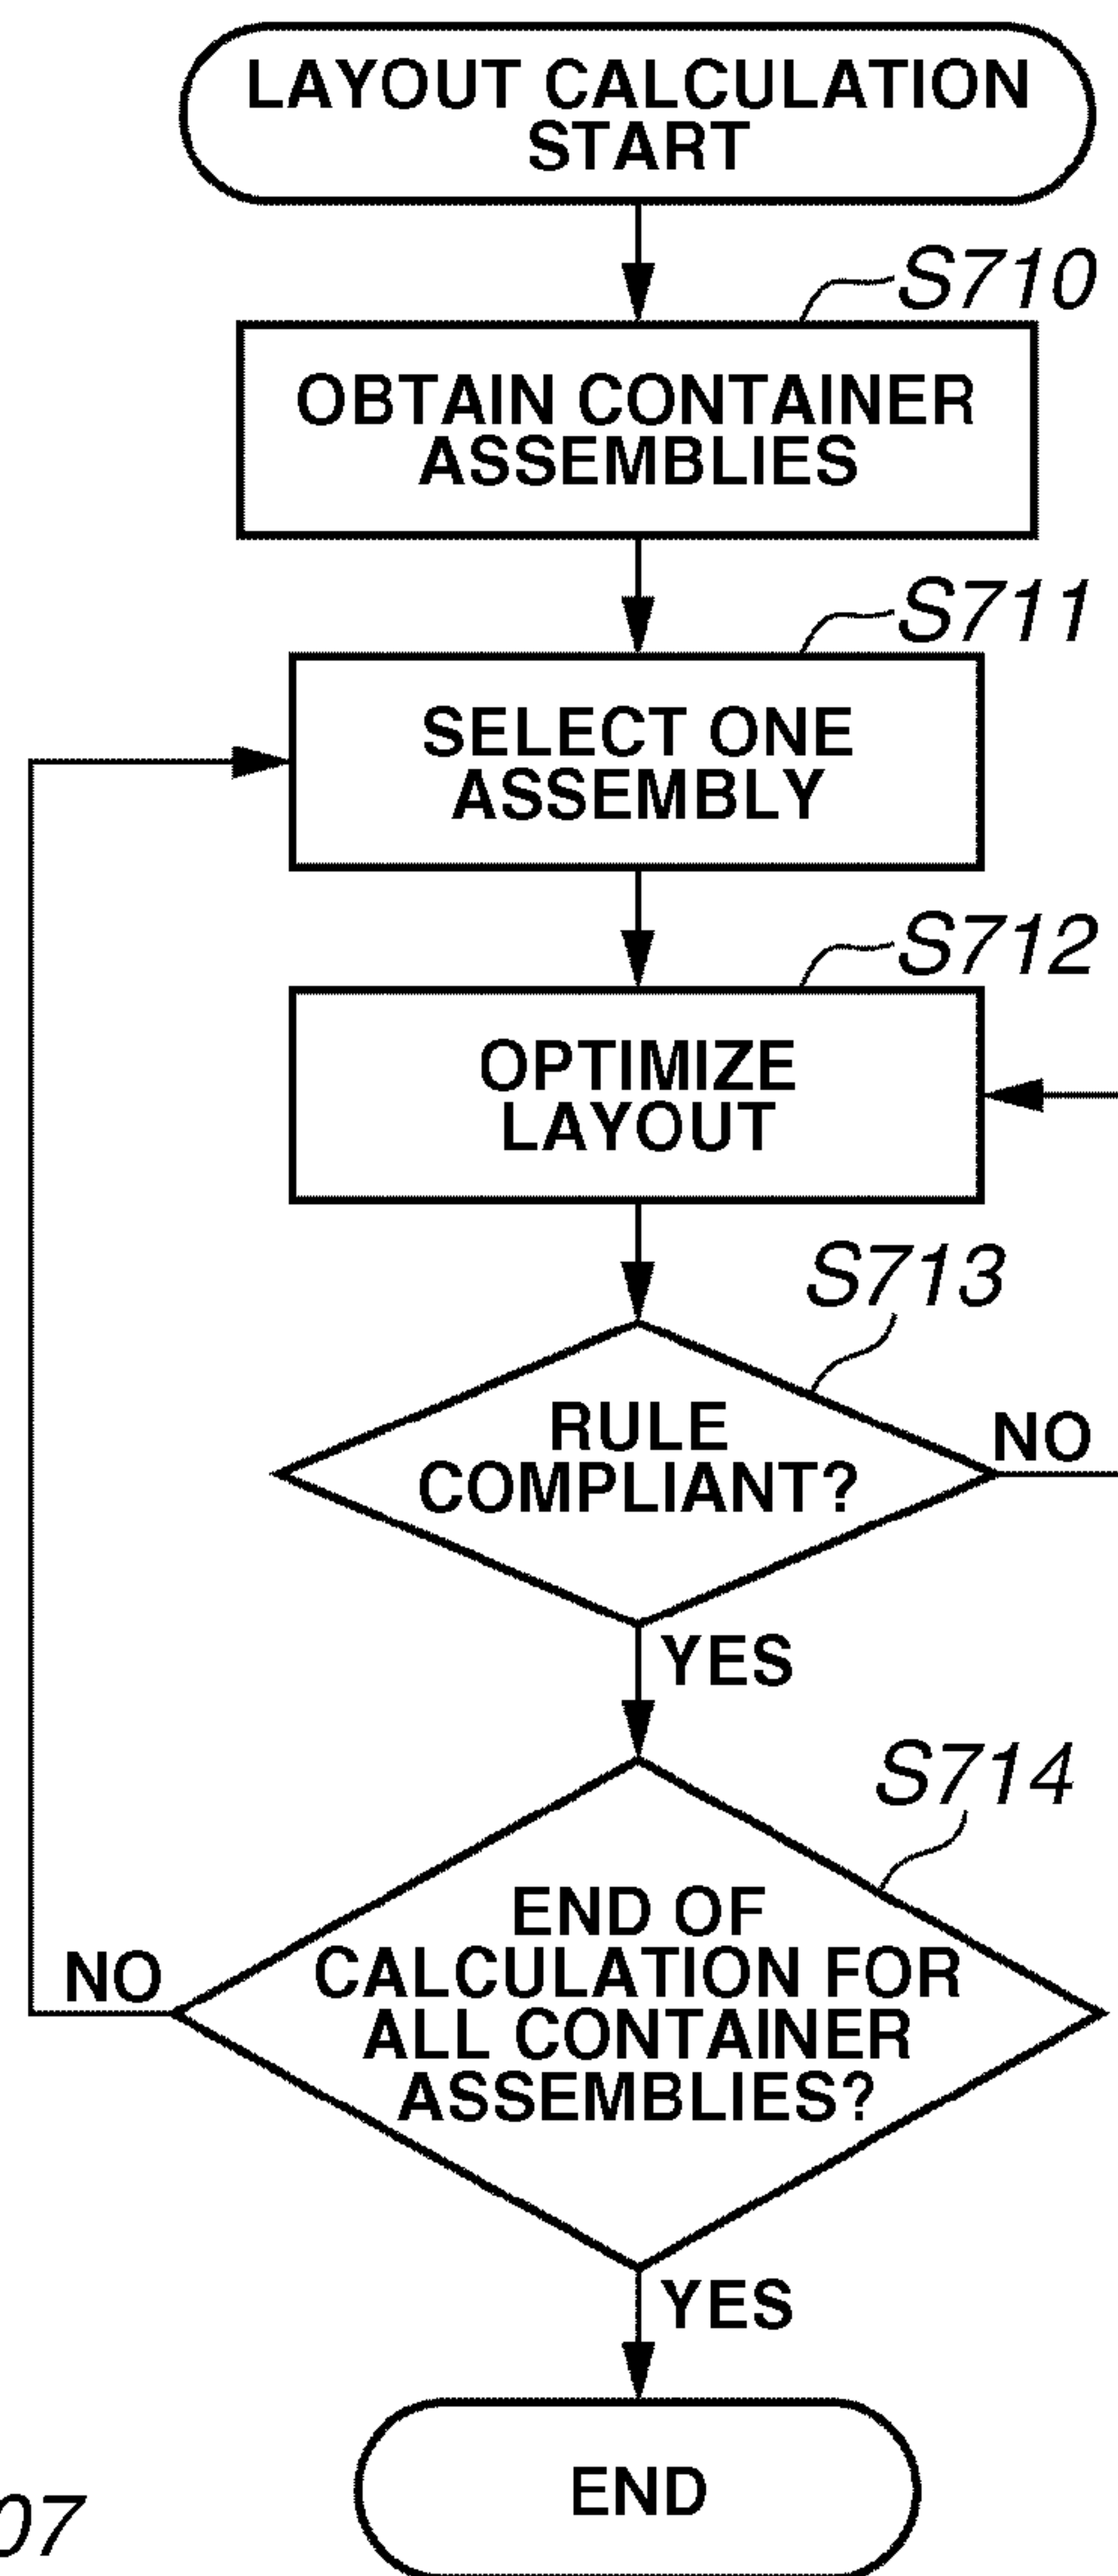 LAYOUT CALCULATION
START
S710
OBTAIN CONTAINER
ASSEMBLIES
S711
SELECT ONE
ASSEMBLY
S712
OPTIMIZE
LAYOUT
S713
RULE
COMPLIANT?
NO
YES
S714
END OF
CALCULATION FOR
ALL CONTAINER
ASSEMBLIES?
NO
YES
END
07